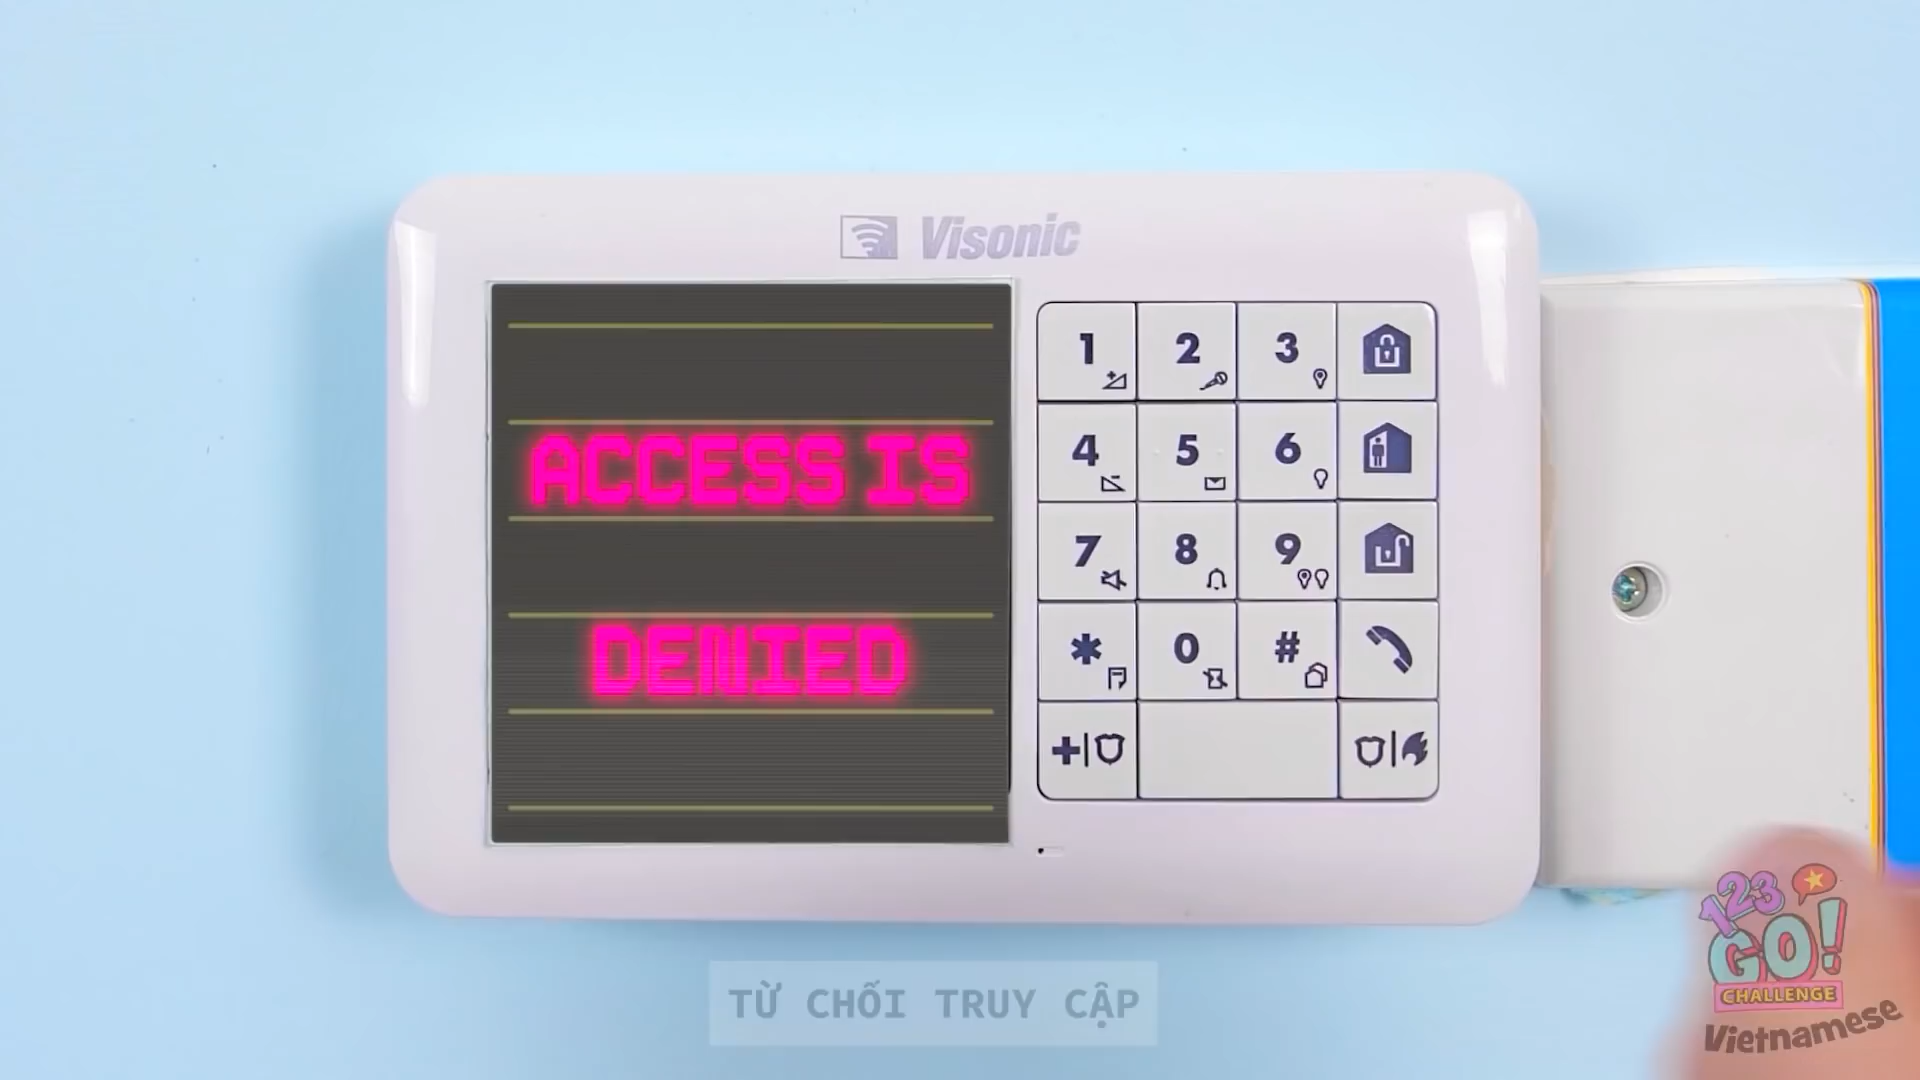 Visonic
ACCESS IS
DENIED
1 2 3
4 5 6
7 8 9
* 0 #
TỪ CHỐI TRUY CẬP
123
GO!
CHALLENGE
Vietnamese